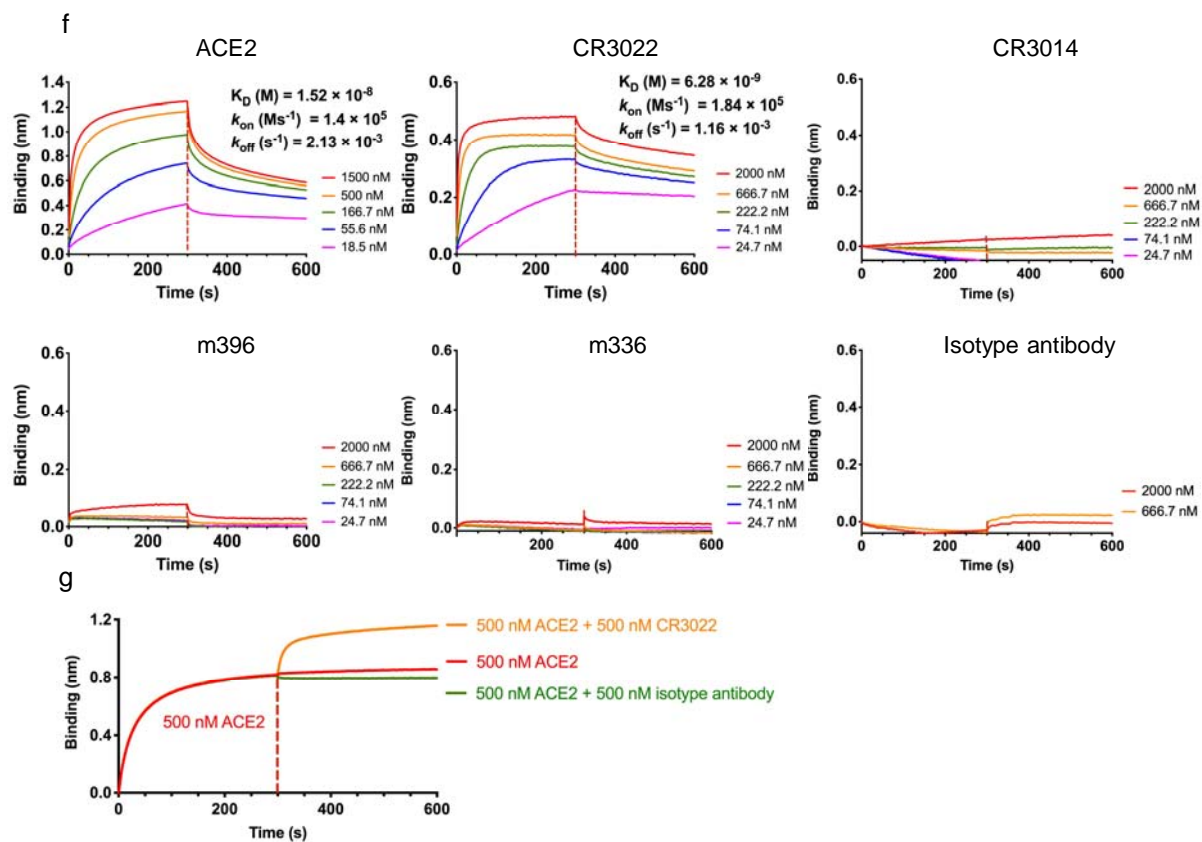 f
ACE2
CR3022
CR3014
1.4
1.2
1.0
0.8
0.6
0.4
0.2
0.0
Binding (nm)
K_D (M) = 1.52 × 10⁻⁸
k_on (Ms⁻¹) = 1.4 × 10⁵
k_off (s⁻¹) = 2.13 × 10⁻³
1500 nM
500 nM
166.7 nM
55.6 nM
18.5 nM
0 200 400 600
Time (s)
0.6
0.4
0.2
0.0
Binding (nm)
K_D (M) = 6.28 × 10⁻⁹
k_on (Ms⁻¹) = 1.84 × 10⁵
k_off (s⁻¹) = 1.16 × 10⁻³
2000 nM
666.7 nM
222.2 nM
74.1 nM
24.7 nM
0 200 400 600
Time (s)
0.6
0.4
0.2
0.0
Binding (nm)
2000 nM
666.7 nM
222.2 nM
74.1 nM
24.7 nM
0 200 400 600
Time (s)
m396
m336
Isotype antibody
0.6
0.4
0.2
0.0
Binding (nm)
2000 nM
666.7 nM
222.2 nM
74.1 nM
24.7 nM
0 200 400 600
Time (s)
0.6
0.4
0.2
0.0
Binding (nm)
2000 nM
666.7 nM
222.2 nM
74.1 nM
24.7 nM
200 400 600
Time (s)
0.6
0.4
0.2
0.0
Binding (nm)
2000 nM
666.7 nM
0 200 400 600
Time (s)
g
1.2
0.8
0.4
0.0
Binding (nm)
500 nM ACE2
500 nM ACE2 + 500 nM CR3022
500 nM ACE2
500 nM ACE2 + 500 nM isotype antibody
0 200 400 600
Time (s)